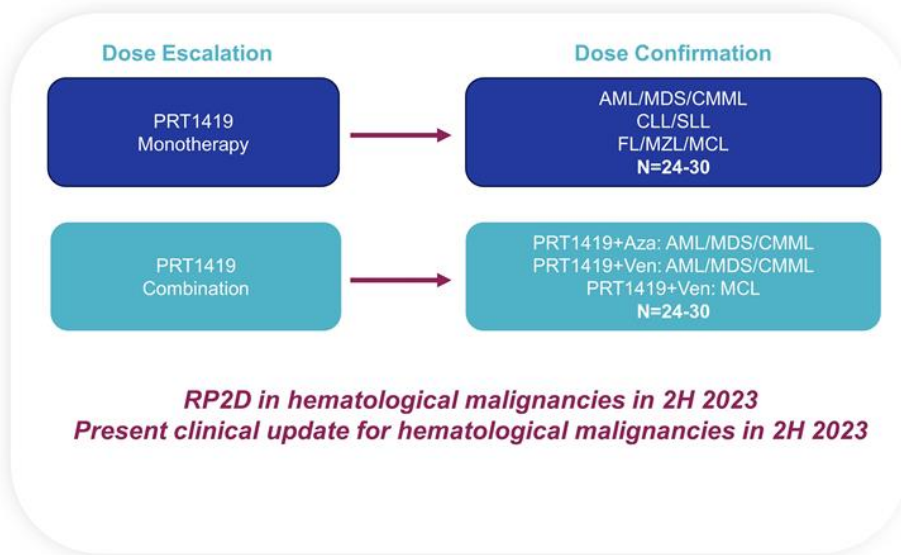 Dose Escalation
Dose Confirmation
PRT1419
Monotherapy
AML/MDS/CMML
CLL/SLL
FL/MZL/MCL
N=24-30
PRT1419
Combination
PRT1419+Aza: AML/MDS/CMML
PRT1419+Ven: AML/MDS/CMML
PRT1419+Ven: MCL
N=24-30
RP2D in hematological malignancies in 2H 2023
Present clinical update for hematological malignancies in 2H 2023